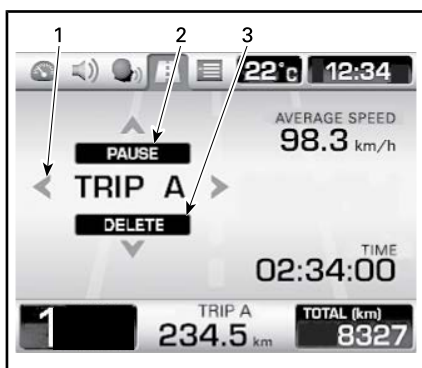 1 2 3
22°c 12:34
AVERAGE SPEED
98.3 km/h
PAUSE
TRIP A
DELETE
TIME
02:34:00
1
TRIP A
234.5 km
TOTAL (km)
8327